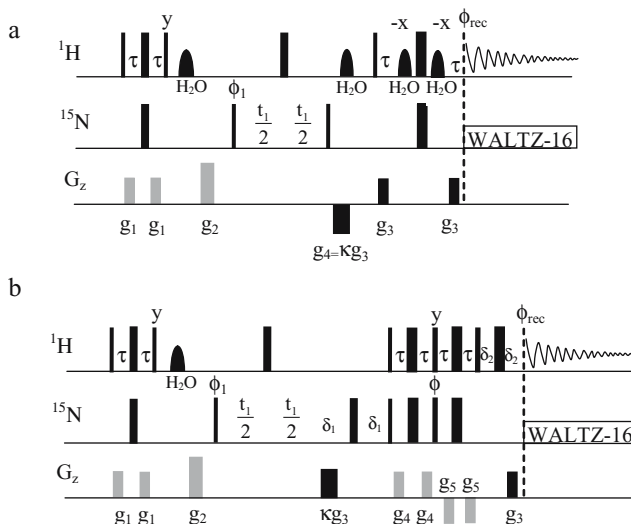 a
y -x -x ϕrec
¹H τ τ τ τ
H₂O H₂O H₂O H₂O
ϕ₁
¹⁵N t₁/2 t₁/2 WALTZ-16
Gz
g₁ g₁ g₂ g₃ g₃
g₄=κg₃
b
y y ϕrec
¹H τ τ τ τ τ τ δ₂ δ₂
H₂O
ϕ₁ ϕ
¹⁵N t₁/2 t₁/2 δ₁ δ₁ WALTZ-16
Gz g₅ g₅
g₁ g₁ g₂ κg₃ g₄ g₄ g₃